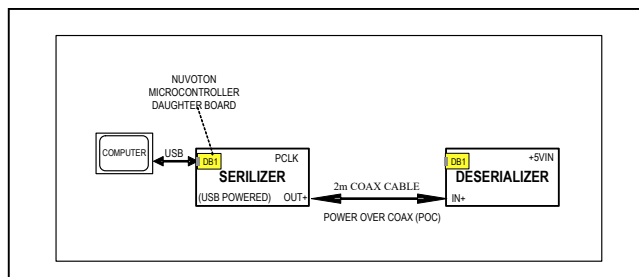 NUVOTON
MICROCONTROLLER
DAUGHTER BOARD
COMPUTER
USB
DB1
PCLK
SERILIZER
(USB POWERED)
OUT+
2m COAX CABLE
POWER OVER COAX (POC)
DB1
+5VIN
DESERIALIZER
IN+